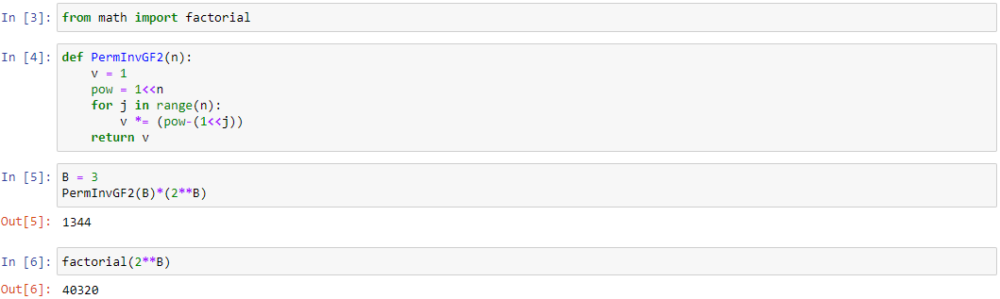 In [3]: from math import factorial
In [4]: def PermInvGF2(n):
    v = 1
    pow = 1<<n
    for j in range(n):
        v *= (pow-(1<<j))
    return v
In [5]: B = 3
PermInvGF2(B)*(2**B)
Out[5]: 1344
In [6]: factorial(2**B)
Out[6]: 40320